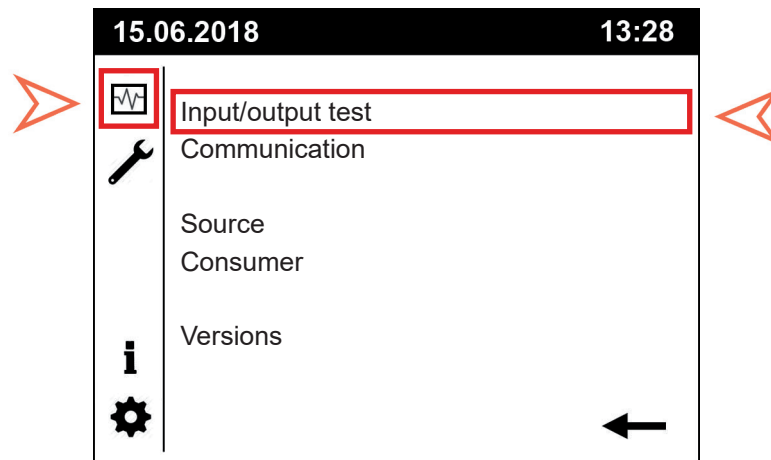 15.06.2018 13:28
Input/output test
Communication
Source
Consumer
Versions